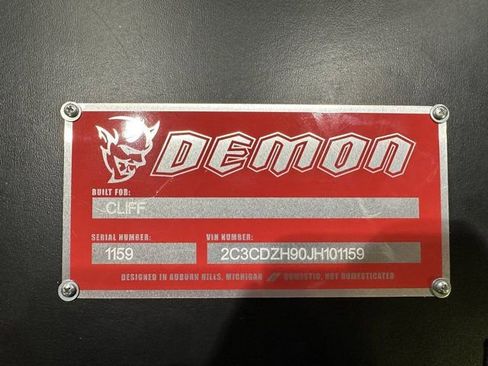 DEMON
BUILT FOR:
CLIFF
SERIAL NUMBER: VIN NUMBER:
1159 2C3CDZH90JH101159
DESIGNED IN AUBURN HILLS, MICHIGAN // DOMESTIC, NOT DOMESTICATED